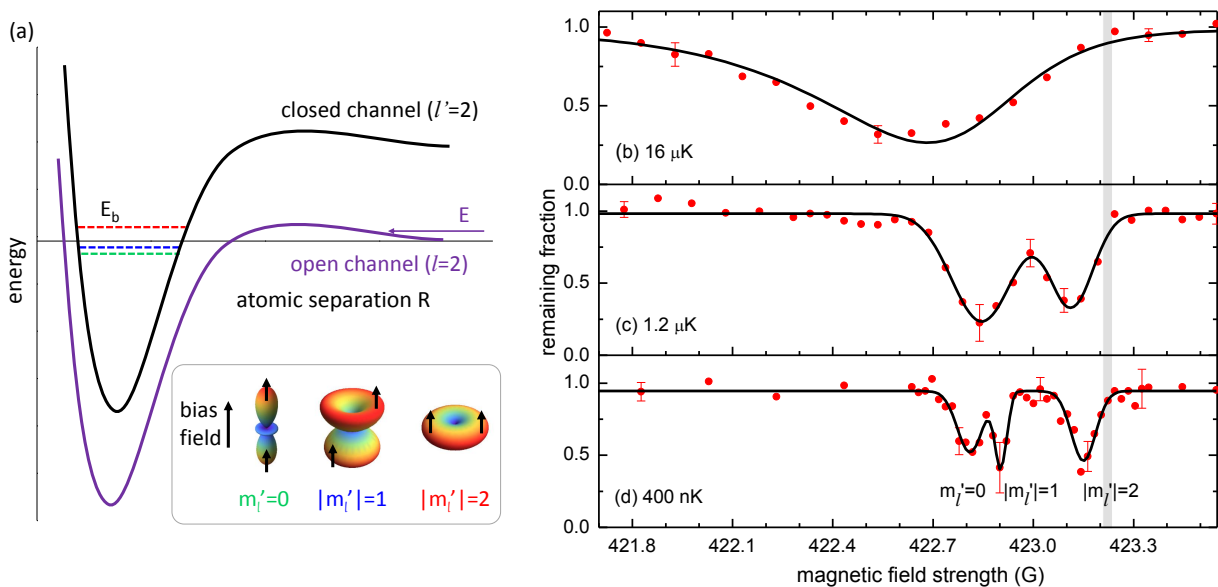 (a)
closed channel (l'=2)
E_b
E
open channel (l=2)
atomic separation R
energy
bias
field
m_l'=0
|m_l'|=1
|m_l'|=2
1.0
0.5
0.0
(b) 16 μK
1.0
0.5
0.0
(c) 1.2 μK
1.0
0.5
0.0
m_l'=0
|m_l'|=1
|m_l'|=2
(d) 400 nK
remaining fraction
421.8
422.1
422.4
422.7
423.0
423.3
magnetic field strength (G)